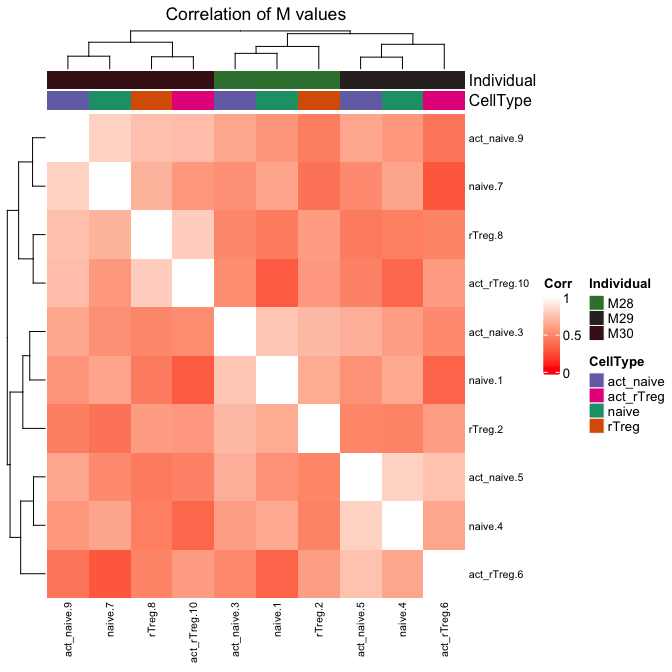 Correlation of M values
Individual
CellType
act_naive.9
naive.7
rTreg.8
act_rTreg.10
act_naive.3
naive.1
rTreg.2
act_naive.5
naive.4
act_rTreg.6
act_naive.9
naive.7
rTreg.8
act_rTreg.10
act_naive.3
naive.1
rTreg.2
act_naive.5
naive.4
act_rTreg.6
Corr
1
0.5
0
Individual
M28
M29
M30
CellType
act_naive
act_rTreg
naive
rTreg